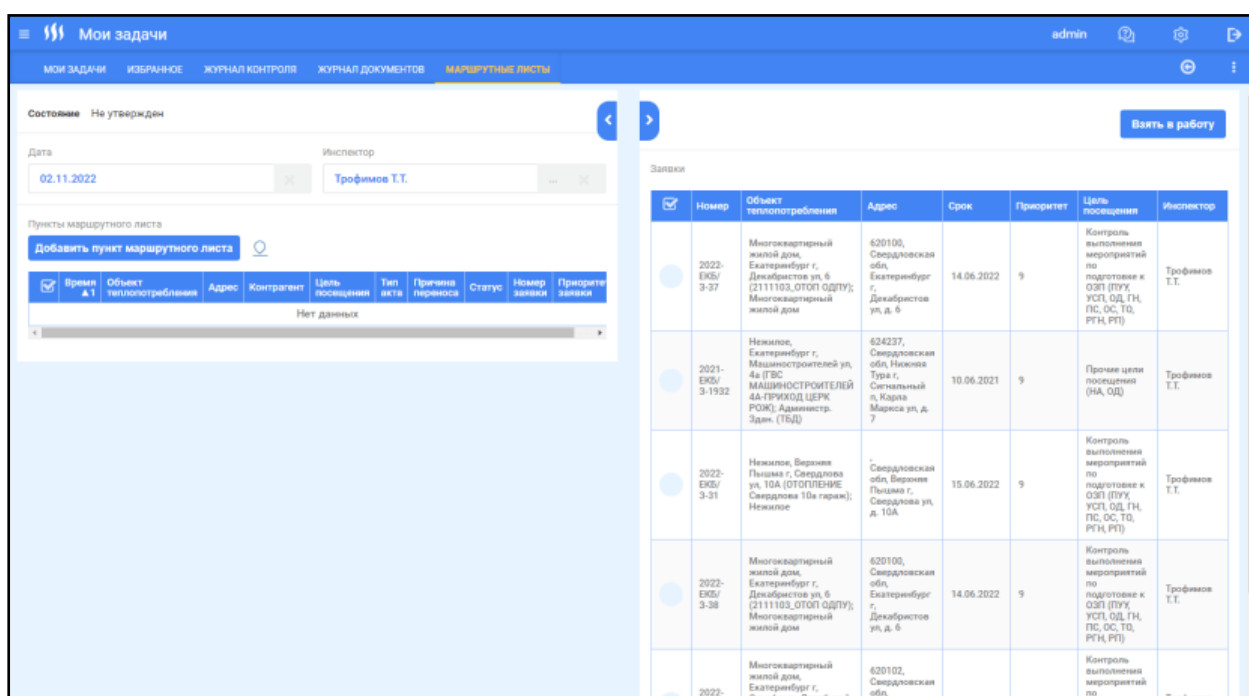 Мои задачи
admin
МОИ ЗАДАЧИ ИЗБРАННОЕ ЖУРНАЛ КОНТРОЛЯ ЖУРНАЛ ДОКУМЕНТОВ МАРШРУТНЫЕ ЛИСТЫ
Состояние Не утвержден
Дата
Инспектор
02.11.2022
Трофимов Т.Т.
...
Пункты маршрутного листа
Добавить пункт маршрутного листа
Время ▲1
Объект теплопотребления
Адрес
Контрагент
Цель посещения
Тип акта
Причина переноса
Статус
Номер заявки
Приорите заявки
Нет данных
Взять в работу
Заявки
Номер
Объект теплопотребления
Адрес
Срок
Приоритет
Цель посещения
Инспектор
2022-
ЕКБ/
З-37
Многоквартирный
жилой дом,
Екатеринбург г,
Декабристов ул, 6
(2111103_ОТОП ОДПУ);
Многоквартирный
жилой дом
620100,
Свердловская
обл,
Екатеринбург
г,
Декабристов
ул, д. 6
14.06.2022
9
Контроль
выполнения
мероприятий
по
подготовке к
ОЗП (ПУУ,
УСП, ОД, ГН,
ПС, ОС, ТО,
РГН, РП)
Трофимов
Т.Т.
2021-
ЕКБ/
З-1932
Нежилое,
Екатеринбург г,
Машиностроителей ул,
4а (ГВС
МАШИНОСТРОИТЕЛЕЙ
4А-ПРИХОД ЦЕРК
РОЖ); Администр.
Здан. (ТБД)
624237,
Свердловская
обл, Нижняя
Тура г,
Сигнальный
п, Карла
Маркса ул, д.
7
10.06.2021
9
Прочие цели
посещения
(НА, ОД)
Трофимов
Т.Т.
2022-
ЕКБ/
З-31
Нежилое, Верхняя
Пышма г, Свердлова
ул, 10А (ОТОПЛЕНИЕ
Свердлова 10а гараж);
Нежилое
,
Свердловская
обл, Верхняя
Пышма г,
Свердлова ул,
д. 10А
15.06.2022
9
Контроль
выполнения
мероприятий
по
подготовке к
ОЗП (ПУУ,
УСП, ОД, ГН,
ПС, ОС, ТО,
РГН, РП)
Трофимов
Т.Т.
2022-
ЕКБ/
З-38
Многоквартирный
жилой дом,
Екатеринбург г,
Декабристов ул, 6
(2111103_ОТОП ОДПУ);
Многоквартирный
жилой дом
620100,
Свердловская
обл,
Екатеринбург
г,
Декабристов
ул, д. 6
14.06.2022
9
Контроль
выполнения
мероприятий
по
подготовке к
ОЗП (ПУУ,
УСП, ОД, ГН,
ПС, ОС, ТО,
РГН, РП)
Трофимов
Т.Т.
2022-
Многоквартирный
жилой дом,
Екатеринбург г,
620102,
Свердловская
обл,
Контроль
выполнения
мероприятий
по